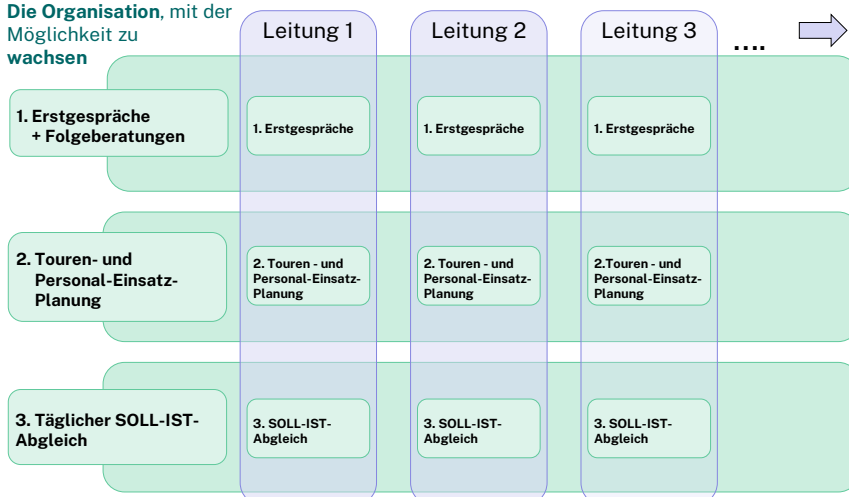 Die Organisation, mit der
Möglichkeit zu
wachsen
Leitung 1
Leitung 2
Leitung 3
....
1. Erstgespräche
+ Folgeberatungen
1. Erstgespräche
1. Erstgespräche
1. Erstgespräche
2. Touren- und
Personal-Einsatz-
Planung
2. Touren - und
Personal-Einsatz-
Planung
2. Touren - und
Personal-Einsatz-
Planung
2.Touren - und
Personal-Einsatz-
Planung
3. Täglicher SOLL-IST-
Abgleich
3. SOLL-IST-
Abgleich
3. SOLL-IST-
Abgleich
3. SOLL-IST-
Abgleich